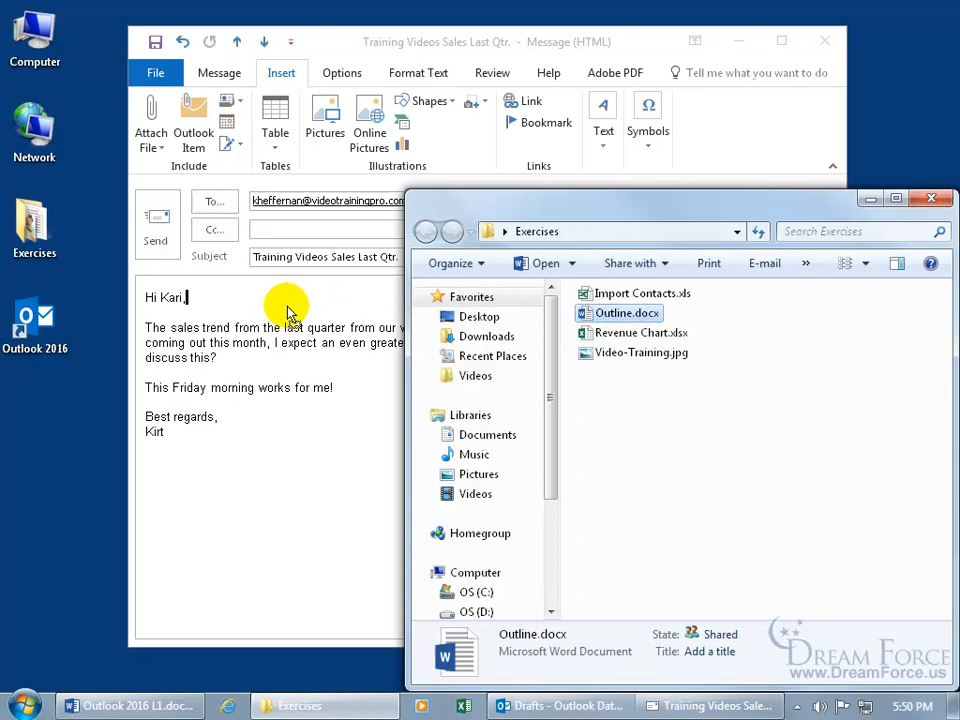 Computer
Network
Exercises
Outlook 2016
Training Videos Sales Last Qtr. - Message (HTML)
File Message Insert Options Format Text Review Help Adobe PDF Tell me what you want to do
Attach File
Outlook Item
Include
Table
Tables
Pictures
Online Pictures
Shapes
Illustrations
Link
Bookmark
Links
Text
Symbols
Send
To... kheffernan@videotrainingpro.com
Cc...
Subject Training Videos Sales Last Qtr.
Hi Kari,
The sales trend from the last quarter from our
coming out this month, I expect an even greate
discuss this?
This Friday morning works for me!
Best regards,
Kirt
Exercises
Search Exercises
Organize Open Share with Print E-mail »
Favorites
Desktop
Downloads
Recent Places
Videos
Libraries
Documents
Music
Pictures
Videos
Homegroup
Computer
OS (C:)
OS (D:)
Import Contacts.xls
Outline.docx
Revenue Chart.xlsx
Video-Training.jpg
Outline.docx
Microsoft Word Document
State: Shared
Title: Add a title
DREAM FORCE
www.DreamForce.us
Outlook 2016 L1.doc...
Exercises
Drafts - Outlook Dat...
Training Videos Sale...
5:50 PM